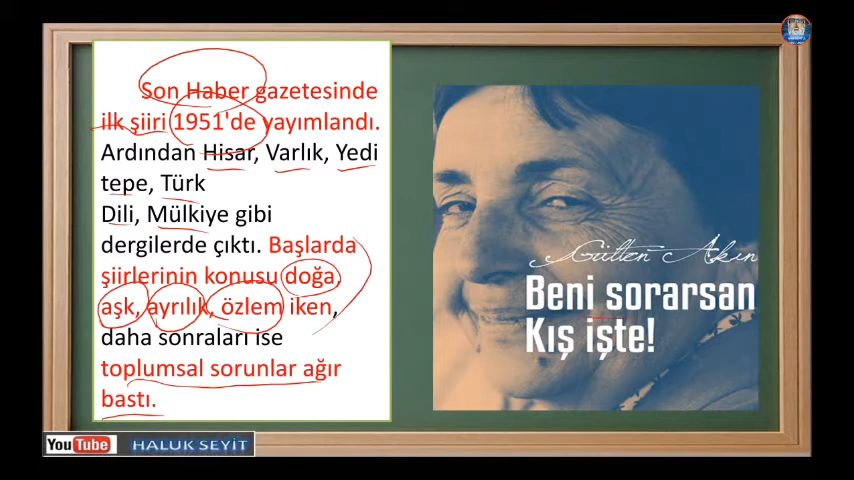 Son Haber gazetesinde
ilk şiiri 1951'de yayımlandı.
Ardından Hisar, Varlık, Yedi
tepe, Türk
Dili, Mülkiye gibi
dergilerde çıktı. Başlarda
şiirlerinin konusu doğa,
aşk, ayrılık, özlem iken,
daha sonraları ise
toplumsal sorunlar ağır
bastı.
Gülten Akın
Beni sorarsan
Kış işte!
YouTube HALUK SEYİT